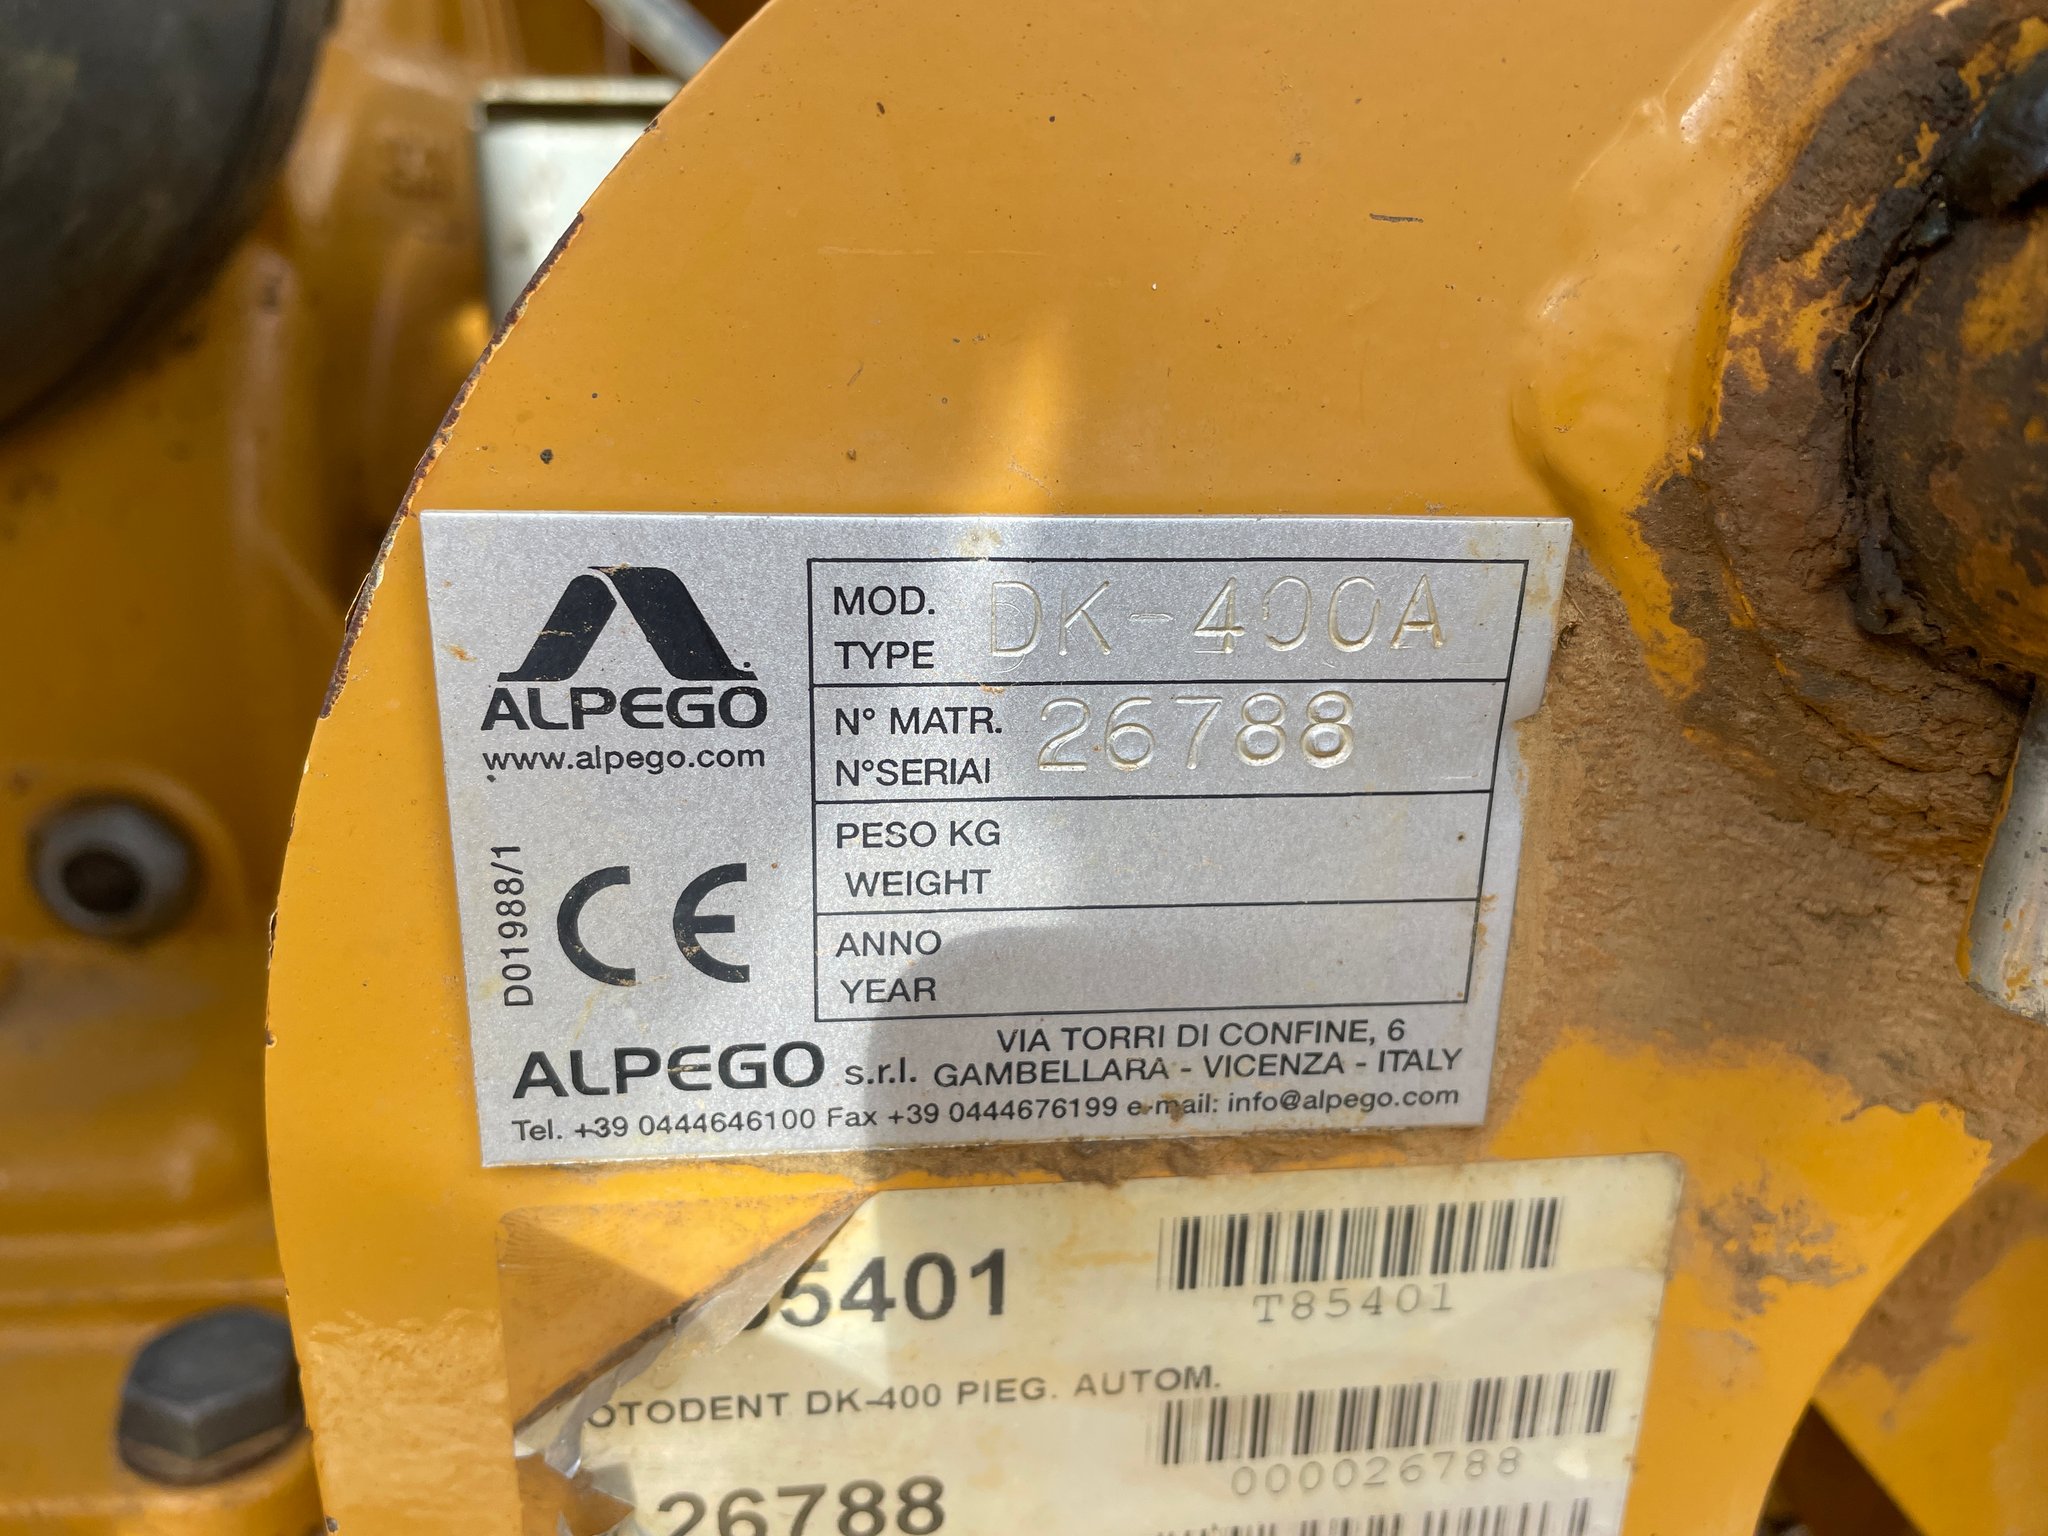 ALPEGO
www.alpego.com
MOD.
TYPE
DK-400A
N° MATR.
N°SERIAL
26788
PESO KG
WEIGHT
ANNO
YEAR
D01988/1
CE
ALPEGO s.r.l.
VIA TORRI DI CONFINE, 6
GAMBELLARA - VICENZA - ITALY
Tel. +39 0444646100 Fax +39 0444676199 e-mail: info@alpego.com
85401
T85401
OTODENT DK-400 PIEG. AUTOM.
26788
000026788